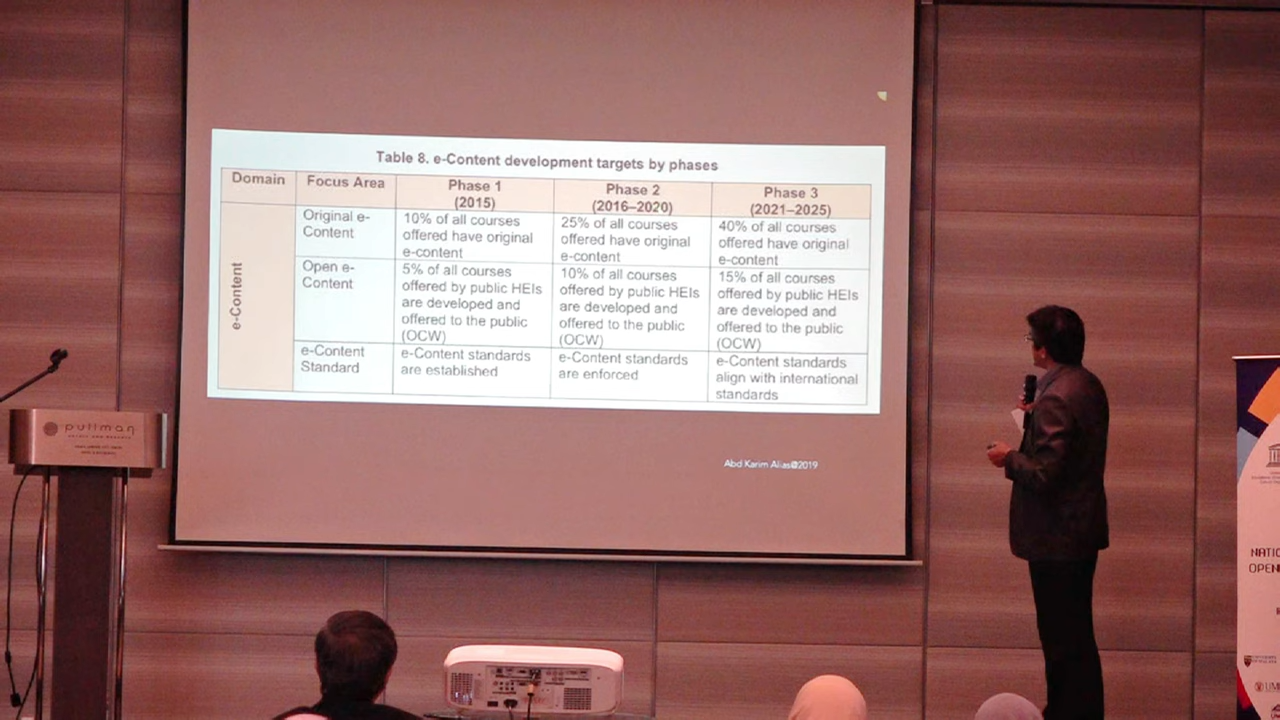 Table 8. e-Content development targets by phases
Domain
Focus Area
Phase 1
(2015)
Phase 2
(2016–2020)
Phase 3
(2021–2025)
e-Content
Original e-
Content
10% of all courses
offered have original
e-content
25% of all courses
offered have original
e-content
40% of all courses
offered have original
e-content
Open e-
Content
5% of all courses
offered by public HEIs
are developed and
offered to the public
(OCW)
10% of all courses
offered by public HEIs
are developed and
offered to the public
(OCW)
15% of all courses
offered by public HEIs
are developed and
offered to the public
(OCW)
e-Content
Standard
e-Content standards
are established
e-Content standards
are enforced
e-Content standards
align with international
standards
Abd Karim Alias@2019
pullman
NATIO
OPEN